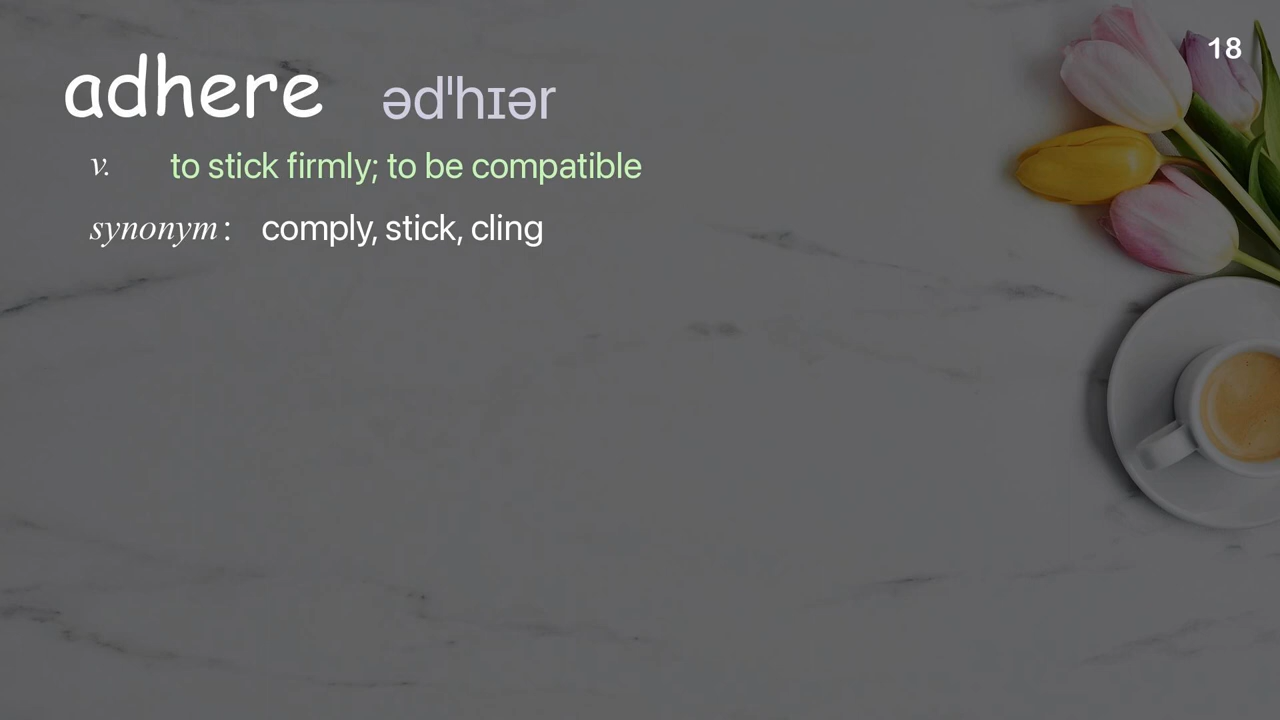 18
adhere əd'hɪər
v. to stick firmly; to be compatible
synonym : comply, stick, cling